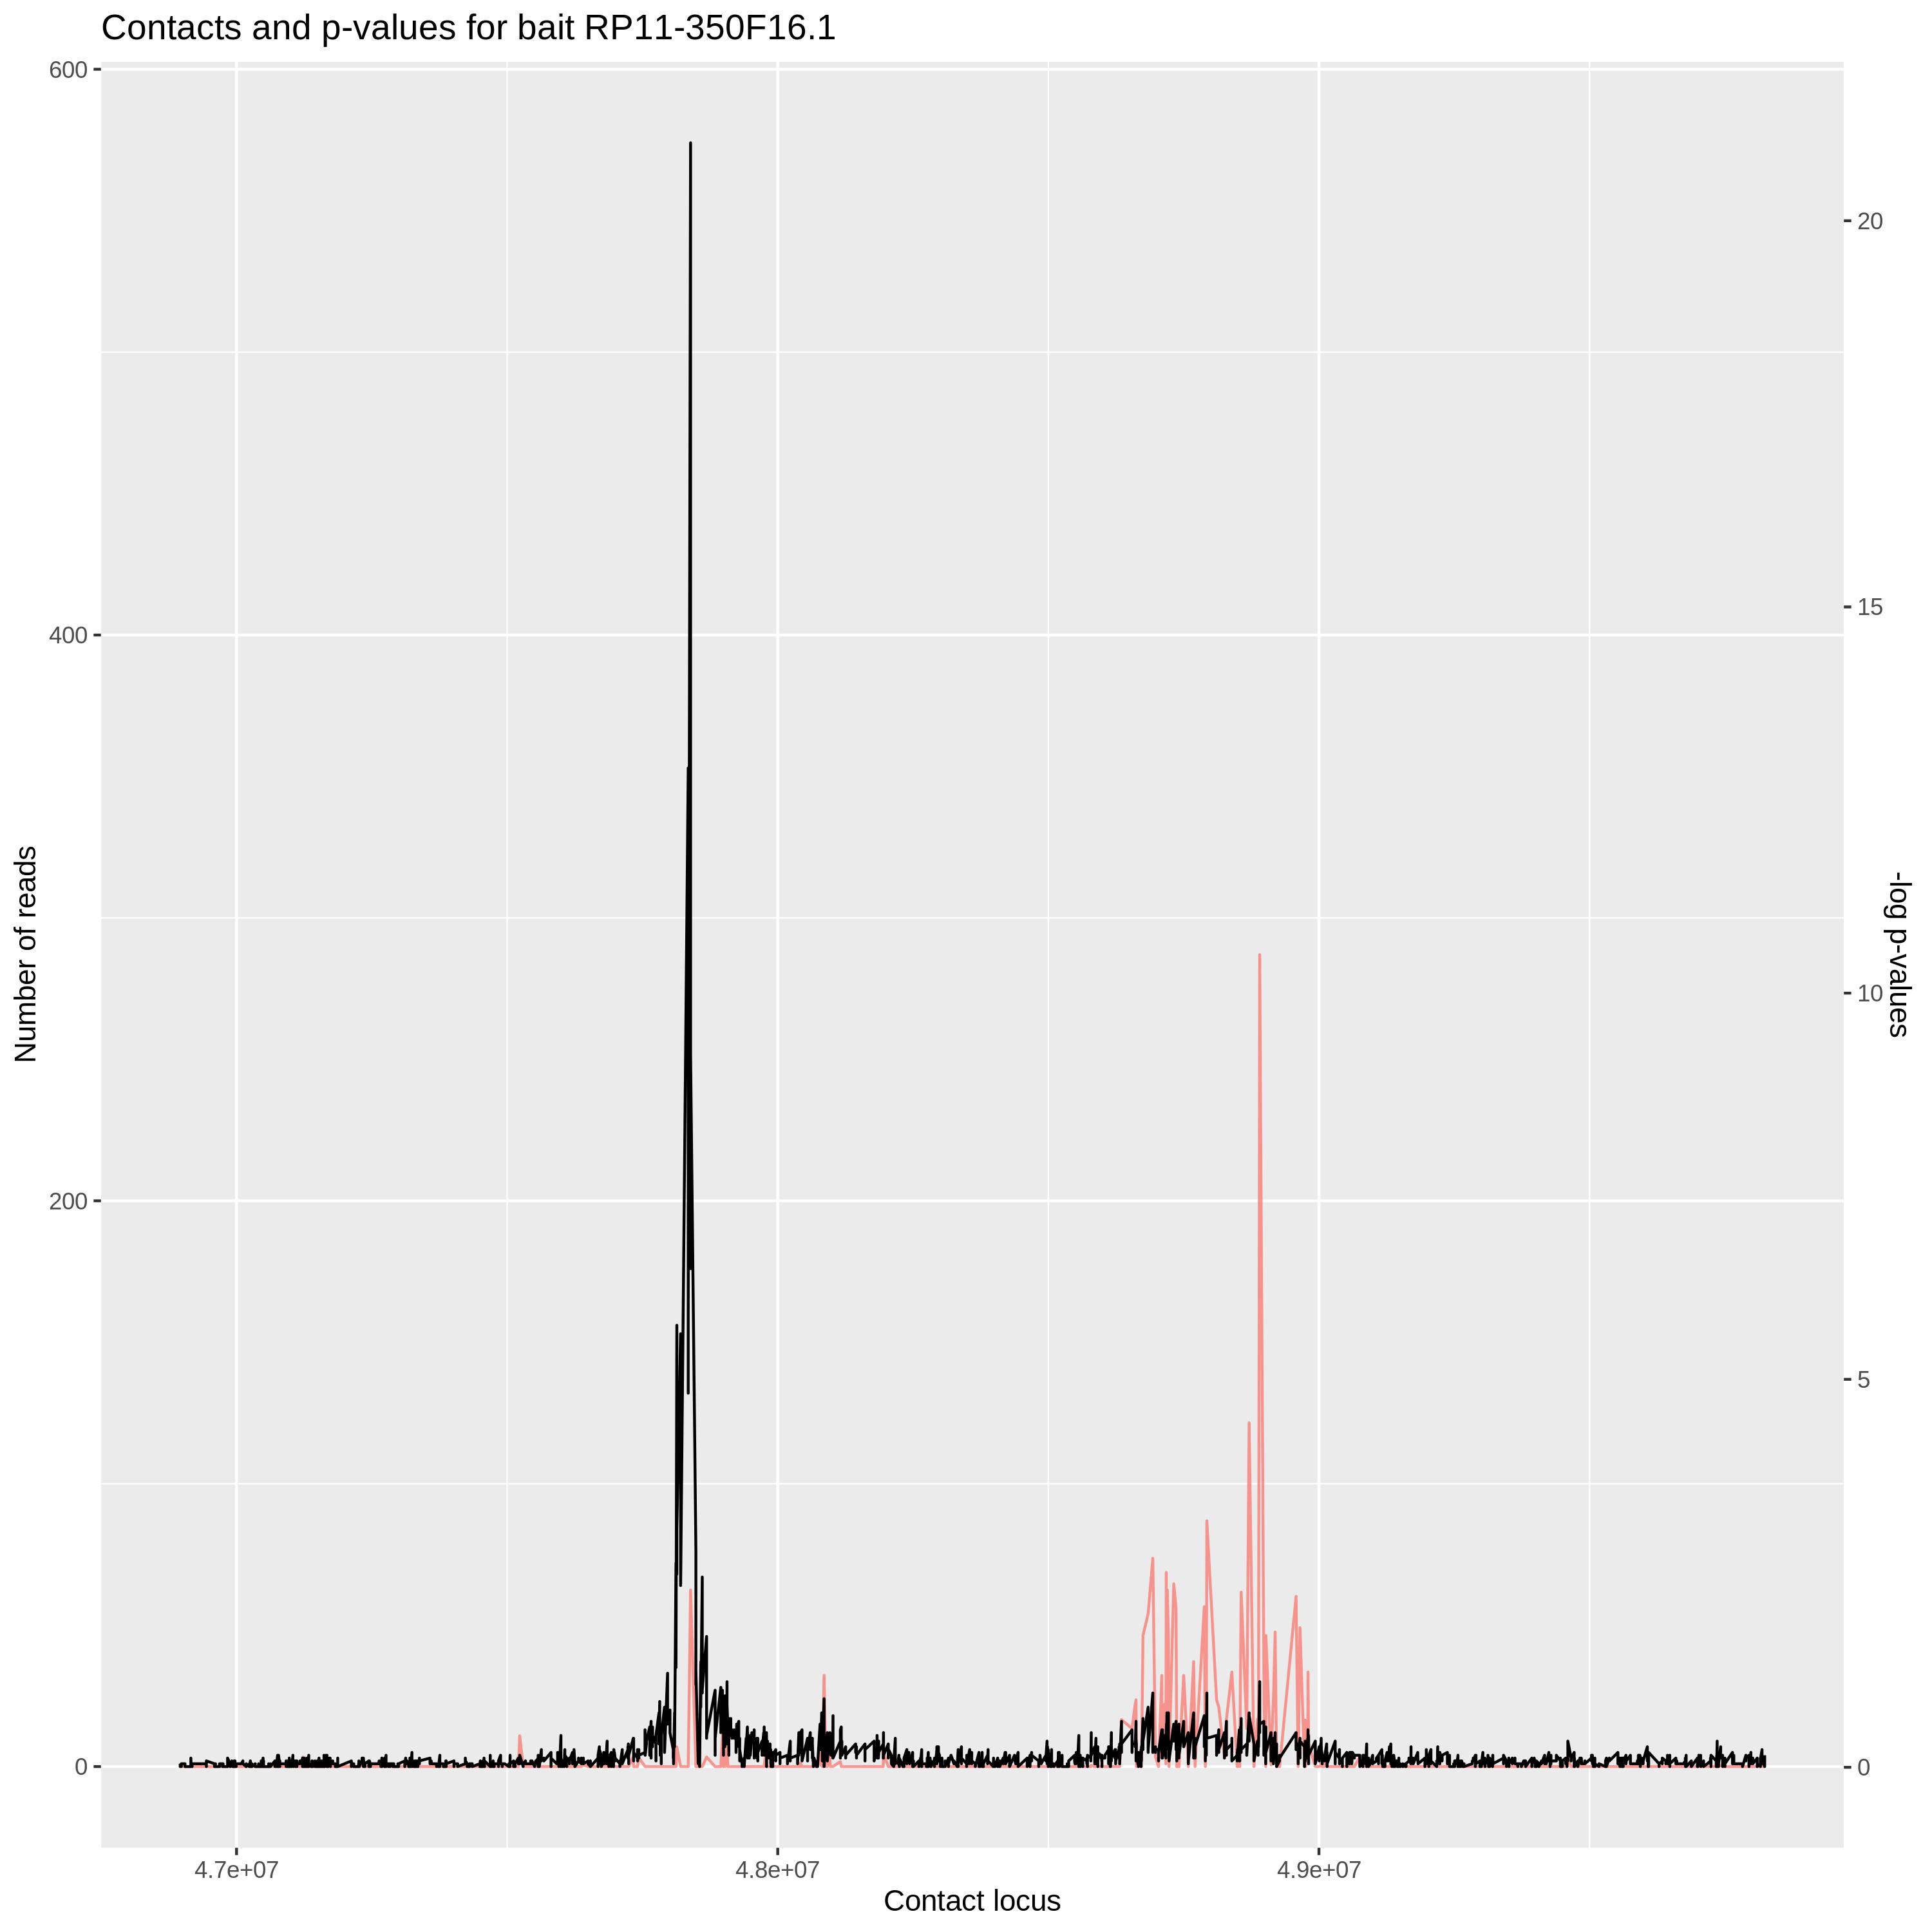 Contacts and p-values for bait RP11-350F16.1
600
400
200
0
Number of reads
20
15
10
5
0
-log p-values
4.7e+07
4.8e+07
4.9e+07
Contact locus